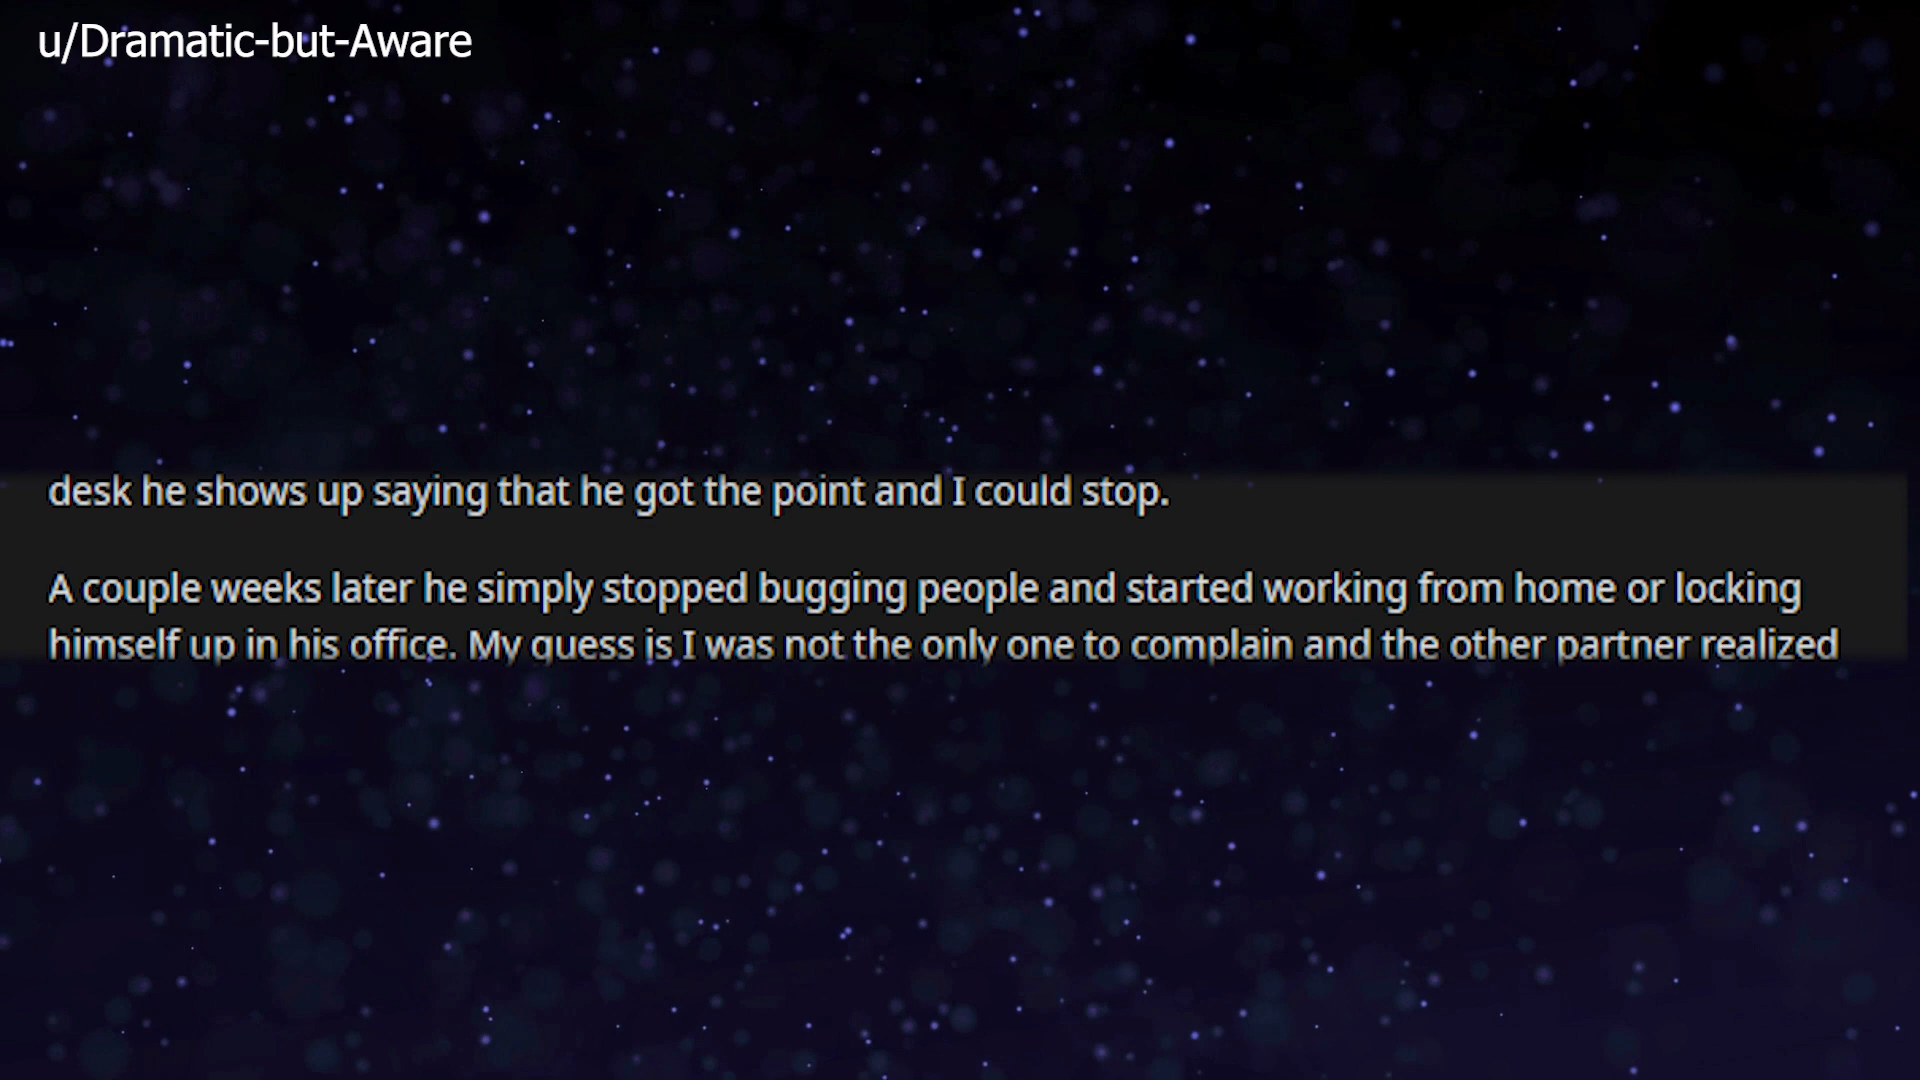 u/Dramatic-but-Aware
desk he shows up saying that he got the point and I could stop.
A couple weeks later he simply stopped bugging people and started working from home or locking
himself up in his office. My guess is I was not the only one to complain and the other partner realized